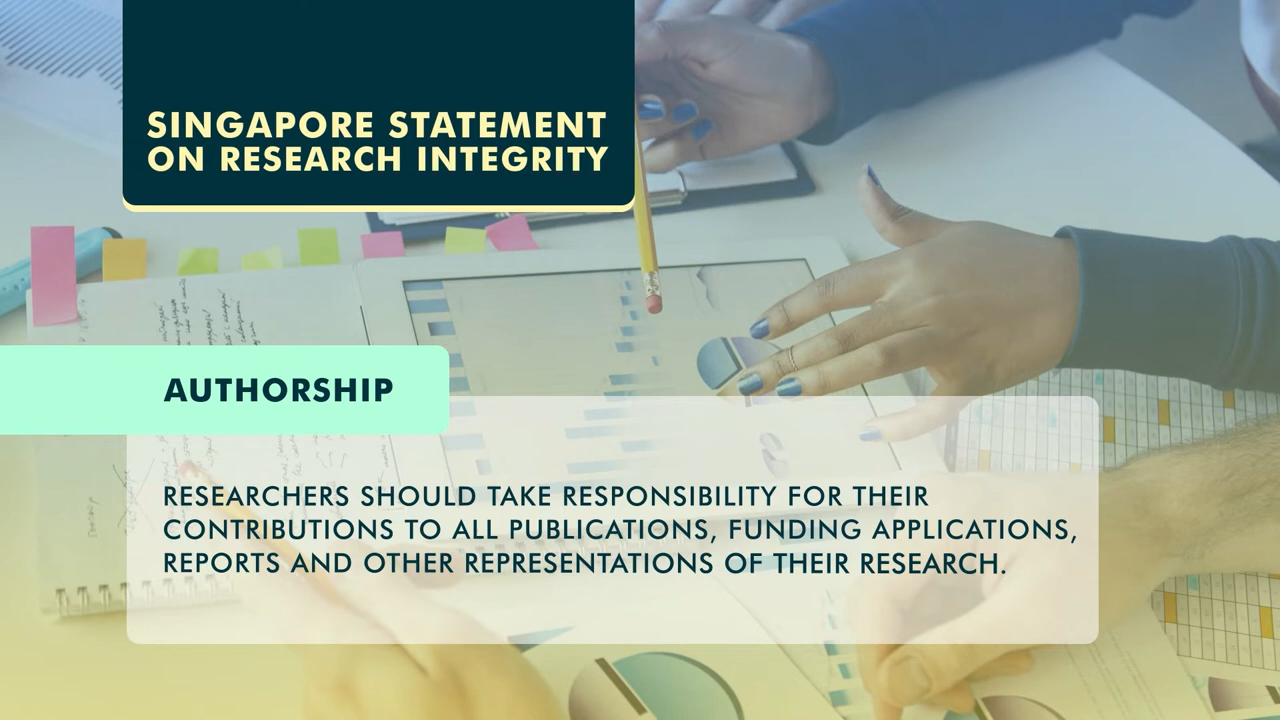 SINGAPORE STATEMENT
ON RESEARCH INTEGRITY
AUTHORSHIP
RESEARCHERS SHOULD TAKE RESPONSIBILITY FOR THEIR
CONTRIBUTIONS TO ALL PUBLICATIONS, FUNDING APPLICATIONS,
REPORTS AND OTHER REPRESENTATIONS OF THEIR RESEARCH.